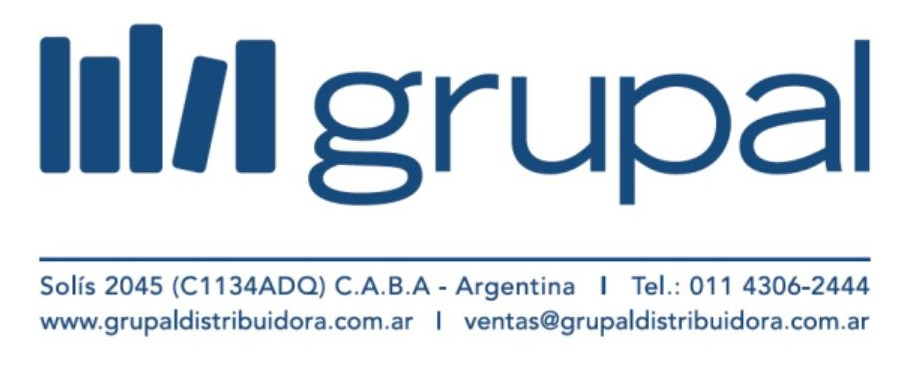 grupal
Solís 2045 (C1134ADQ) C.A.B.A - Argentina | Tel.: 011 4306-2444
www.grupaldistribuidora.com.ar | ventas@grupaldistribuidora.com.ar